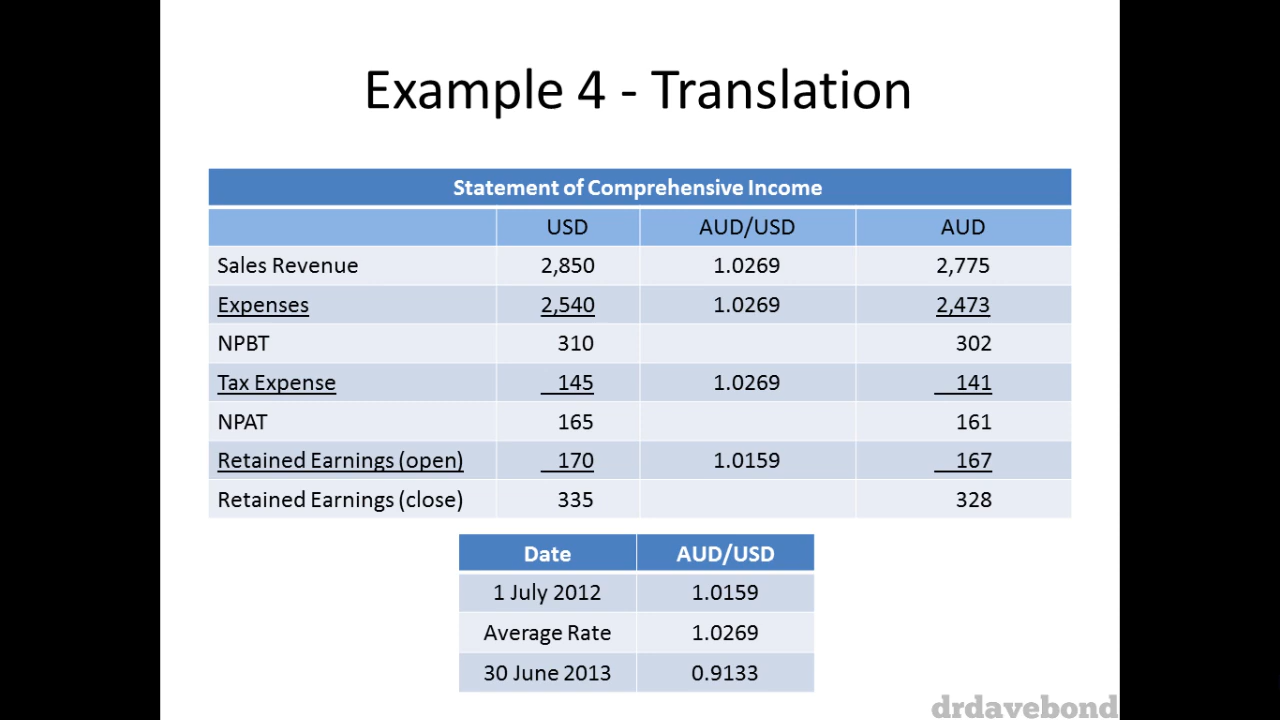 Example 4 - Translation
Statement of Comprehensive Income
USD AUD/USD AUD
Sales Revenue 2,850 1.0269 2,775
Expenses 2,540 1.0269 2,473
NPBT 310 302
Tax Expense 145 1.0269 141
NPAT 165 161
Retained Earnings (open) 170 1.0159 167
Retained Earnings (close) 335 328
Date AUD/USD
1 July 2012 1.0159
Average Rate 1.0269
30 June 2013 0.9133
drdavebond